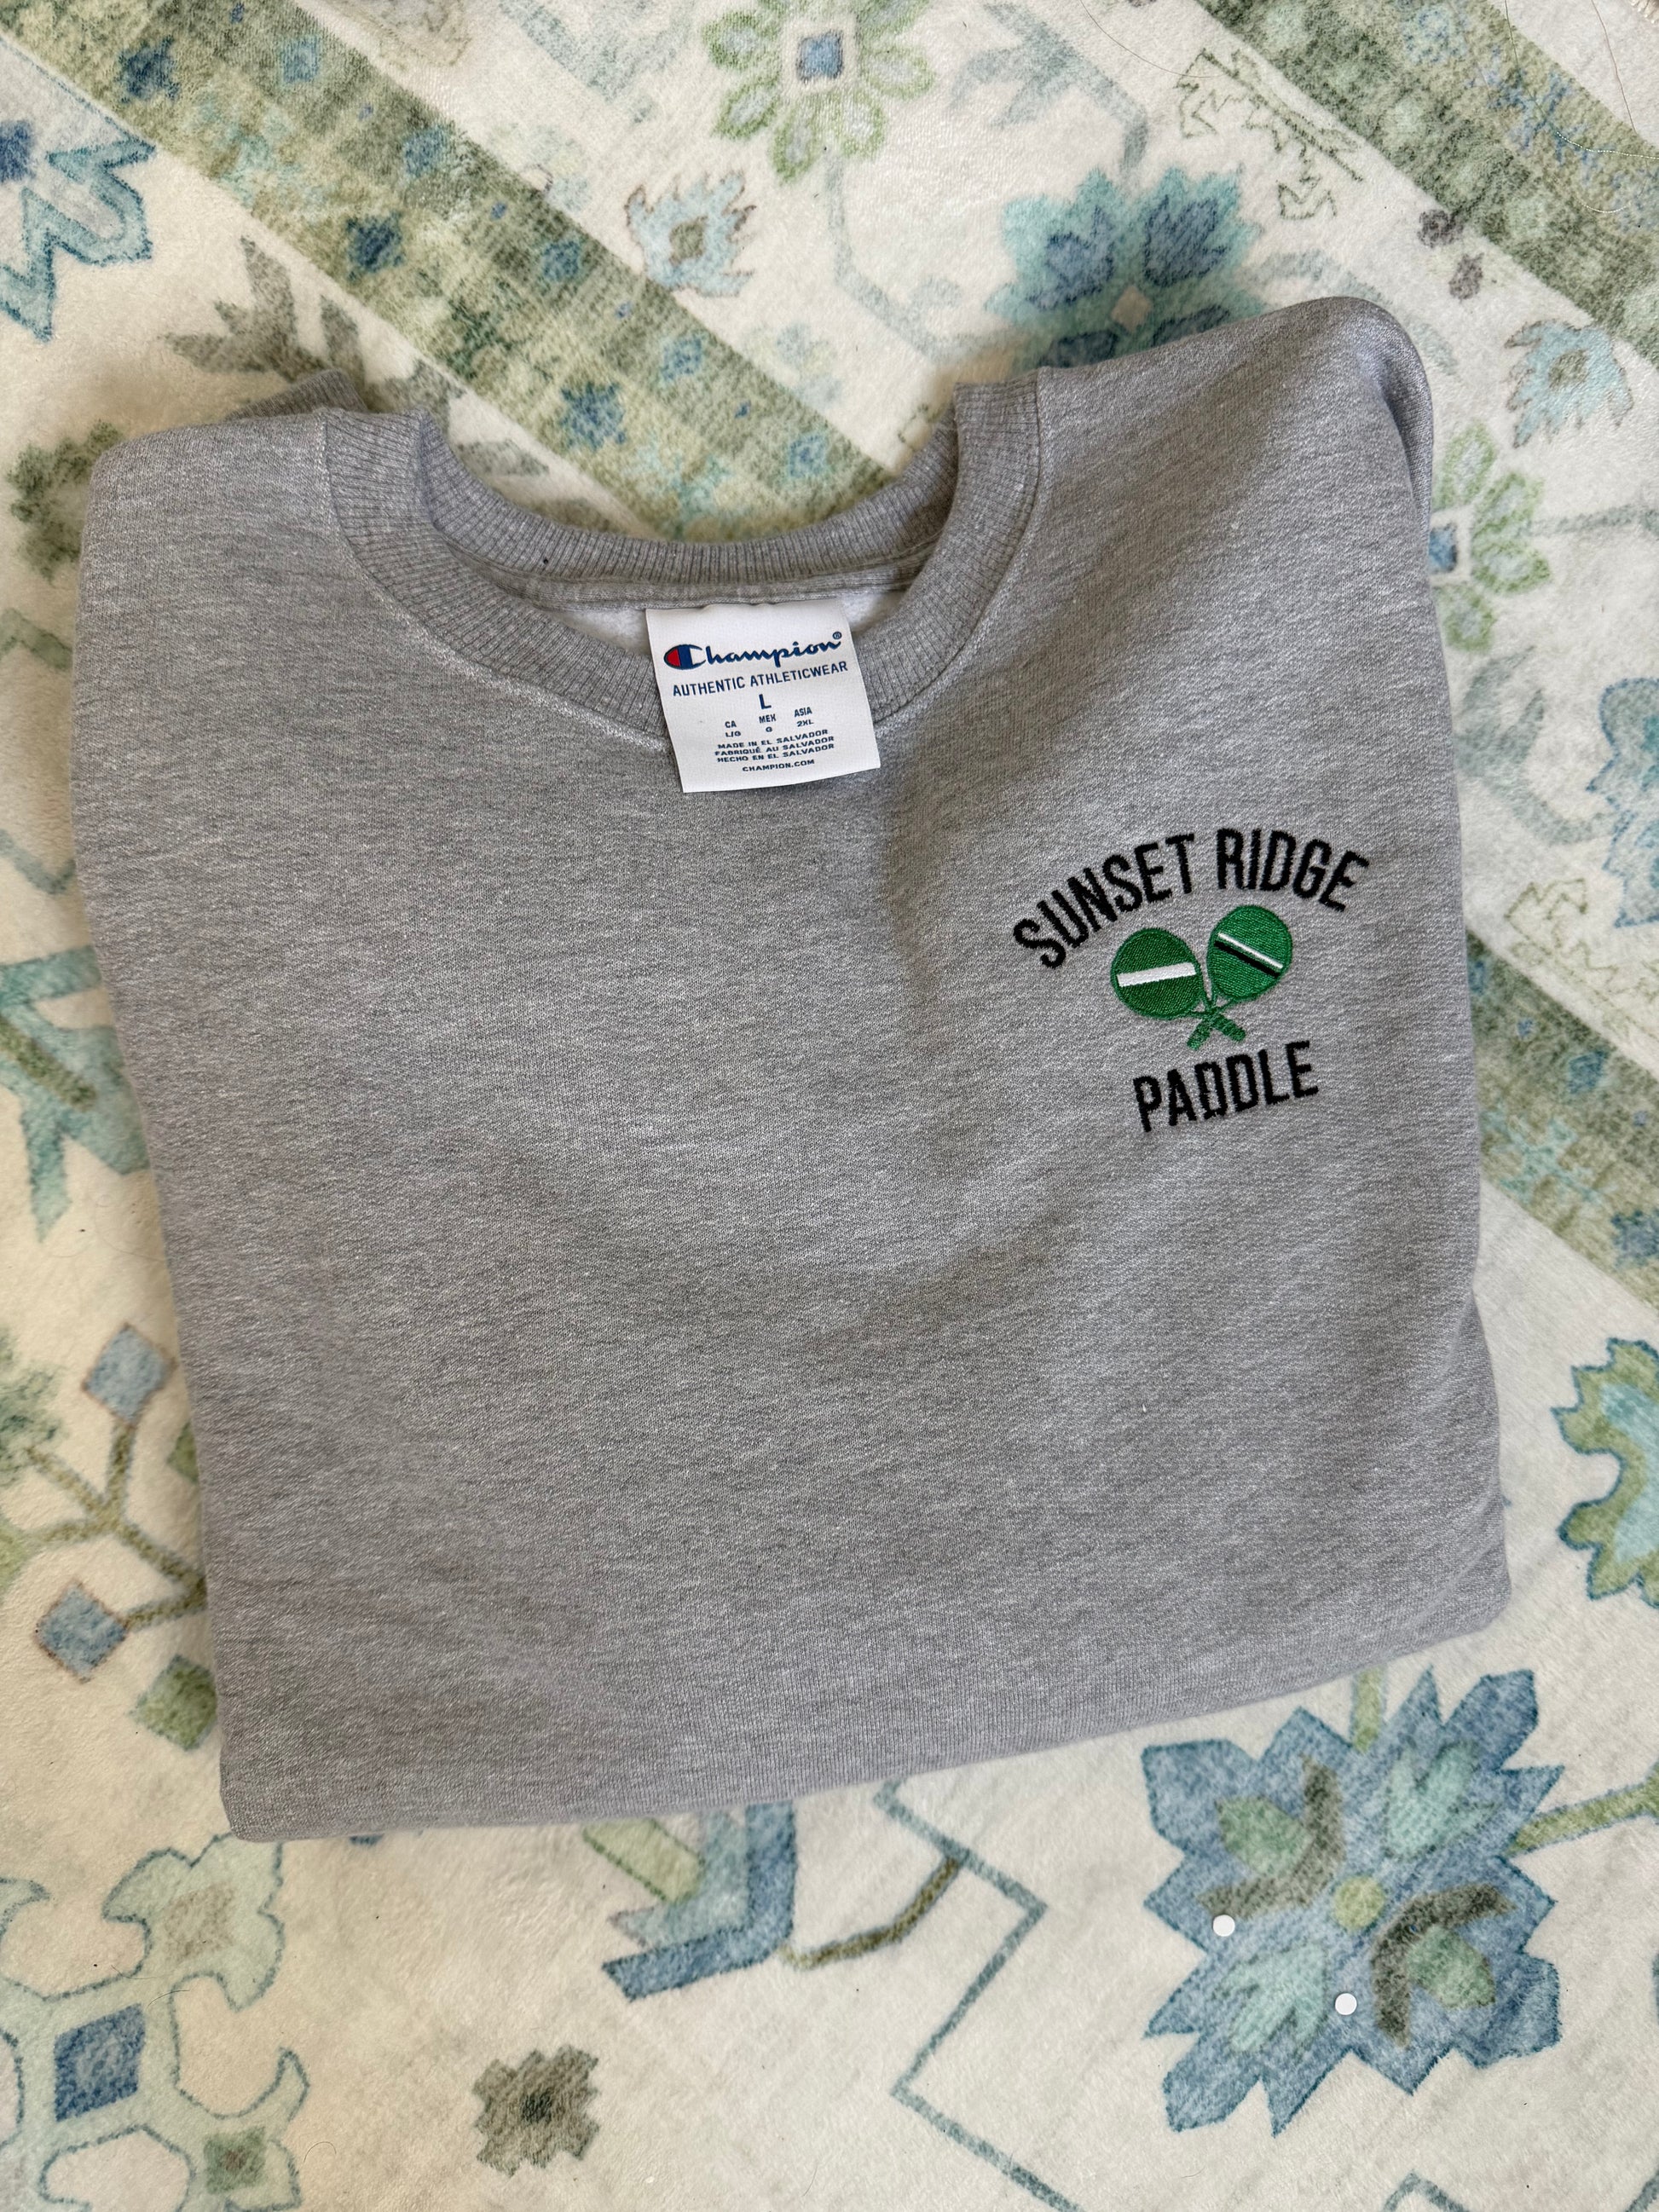 Champion®
AUTHENTIC ATHLETICWEAR
L
CA MEX ASIA
L/G G 2XL
MADE IN EL SALVADOR
FABRIQUÉ AU SALVADOR
HECHO EN EL SALVADOR
CHAMPION.COM
SUNSET RIDGE
PADDLE